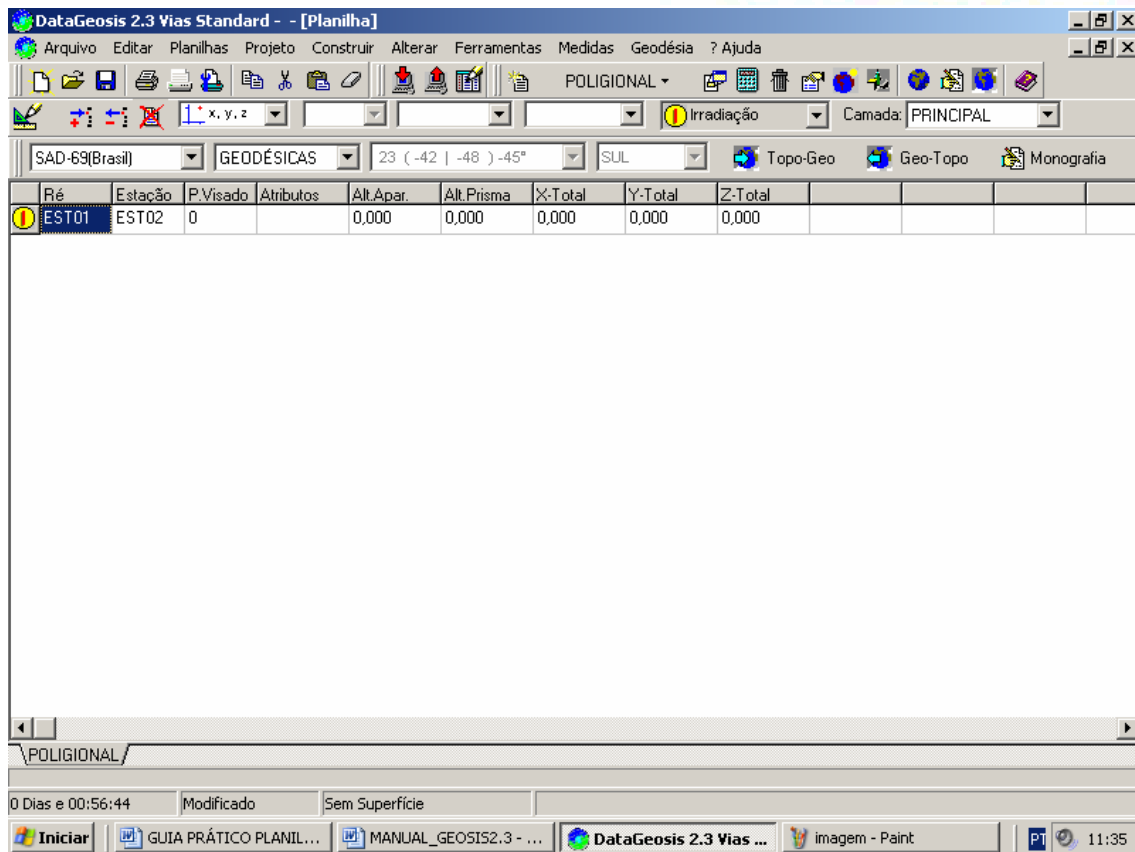 DataGeosis 2.3 Vias Standard - - [Planilha]
Arquivo Editar Planilhas Projeto Construir Alterar Ferramentas Medidas Geodésia ? Ajuda
POLIGIONAL
x, y, z Irradiação Camada: PRINCIPAL
SAD-69(Brasil) GEODÉSICAS 23 ( -42 | -48 ) -45° SUL Topo-Geo Geo-Topo Monografia
Ré Estação P.Visado Atributos Alt.Apar. Alt.Prisma X-Total Y-Total Z-Total
EST01 EST02 0 0,000 0,000 0,000 0,000 0,000
POLIGIONAL
0 Dias e 00:56:44 Modificado Sem Superfície
Iniciar GUIA PRÁTICO PLANIL... MANUAL_GEOSIS2.3 - ... DataGeosis 2.3 Vias ... imagem - Paint PT 11:35